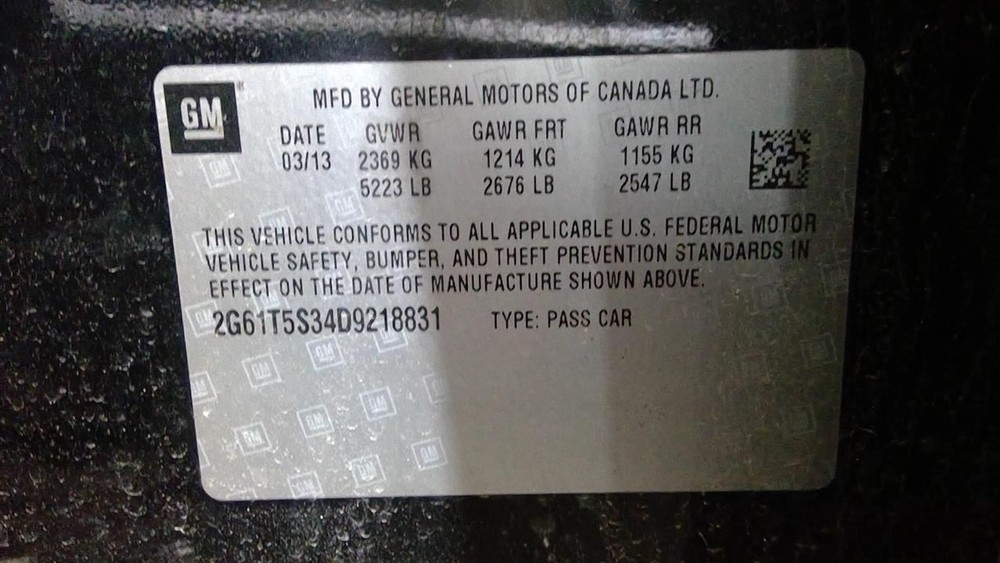 GM
MFD BY GENERAL MOTORS OF CANADA LTD.
DATE GVWR GAWR FRT GAWR RR
03/13 2369 KG 1214 KG 1155 KG
5223 LB 2676 LB 2547 LB
THIS VEHICLE CONFORMS TO ALL APPLICABLE U.S. FEDERAL MOTOR
VEHICLE SAFETY, BUMPER, AND THEFT PREVENTION STANDARDS IN
EFFECT ON THE DATE OF MANUFACTURE SHOWN ABOVE.
2G61T5S34D9218831 TYPE: PASS CAR